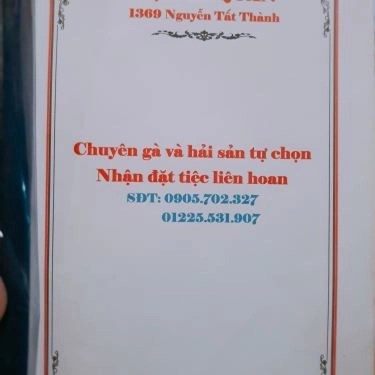 1369 Nguyễn Tất Thành
Chuyên gà và hải sản tự chọn
Nhận đặt tiệc liên hoan
SĐT: 0905.702.327
01225.531.907